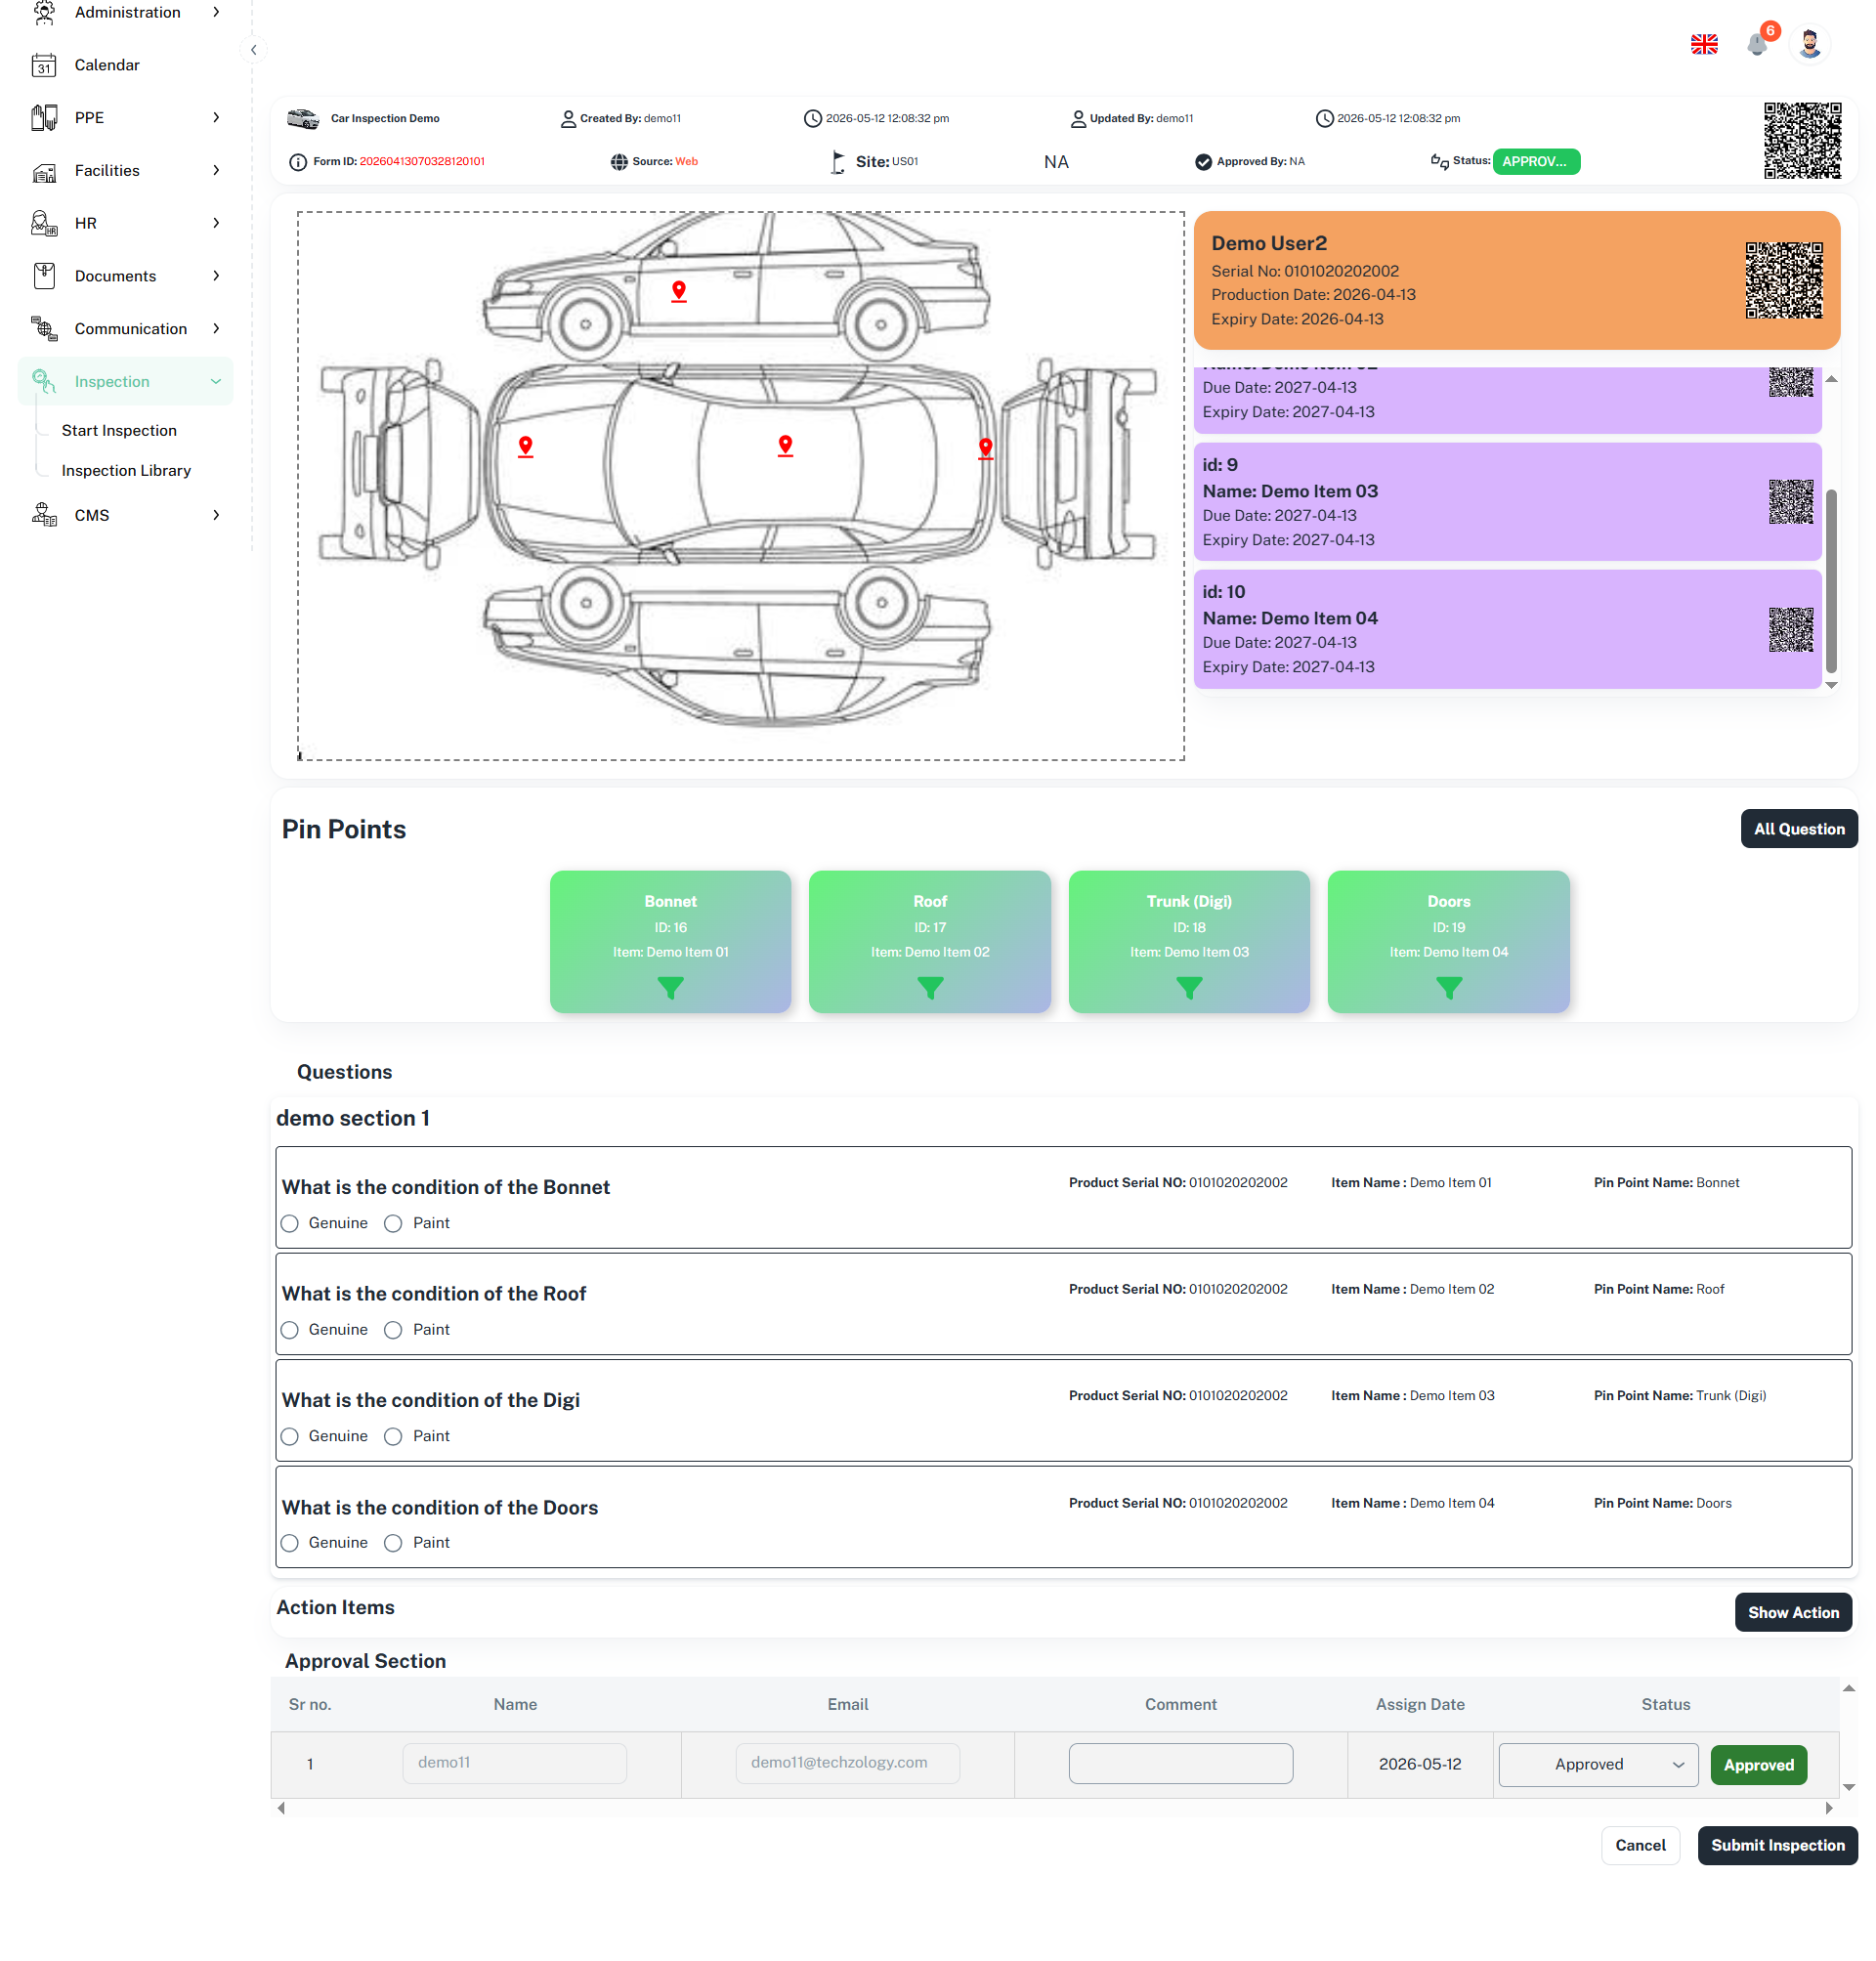 Administration
Calendar
31
PPE
Facilities
HR
Documents
Communication
Inspection
Start Inspection
Inspection Library
CMS
6
Car Inspection Demo
Created By: demo11
2026-05-12 12:08:32 pm
Updated By: demo11
2026-05-12 12:08:32 pm
Form ID: 20260413070328120101
Source: Web
Site: US01
NA
Approved By: NA
Status: APPROV...
Demo User2
Serial No: 0101020202002
Production Date: 2026-04-13
Expiry Date: 2026-04-13
Due Date: 2027-04-13
Expiry Date: 2027-04-13
id: 9
Name: Demo Item 03
Due Date: 2027-04-13
Expiry Date: 2027-04-13
id: 10
Name: Demo Item 04
Due Date: 2027-04-13
Expiry Date: 2027-04-13
Pin Points
All Question
Bonnet
ID: 16
Item: Demo Item 01
Roof
ID: 17
Item: Demo Item 02
Trunk (Digi)
ID: 18
Item: Demo Item 03
Doors
ID: 19
Item: Demo Item 04
Questions
demo section 1
What is the condition of the Bonnet
Product Serial NO: 0101020202002
Item Name : Demo Item 01
Pin Point Name: Bonnet
Genuine
Paint
What is the condition of the Roof
Product Serial NO: 0101020202002
Item Name : Demo Item 02
Pin Point Name: Roof
Genuine
Paint
What is the condition of the Digi
Product Serial NO: 0101020202002
Item Name : Demo Item 03
Pin Point Name: Trunk (Digi)
Genuine
Paint
What is the condition of the Doors
Product Serial NO: 0101020202002
Item Name : Demo Item 04
Pin Point Name: Doors
Genuine
Paint
Action Items
Show Action
Approval Section
Sr no.
Name
Email
Comment
Assign Date
Status
1
demo11
demo11@techzology.com
2026-05-12
Approved
Approved
Cancel
Submit Inspection